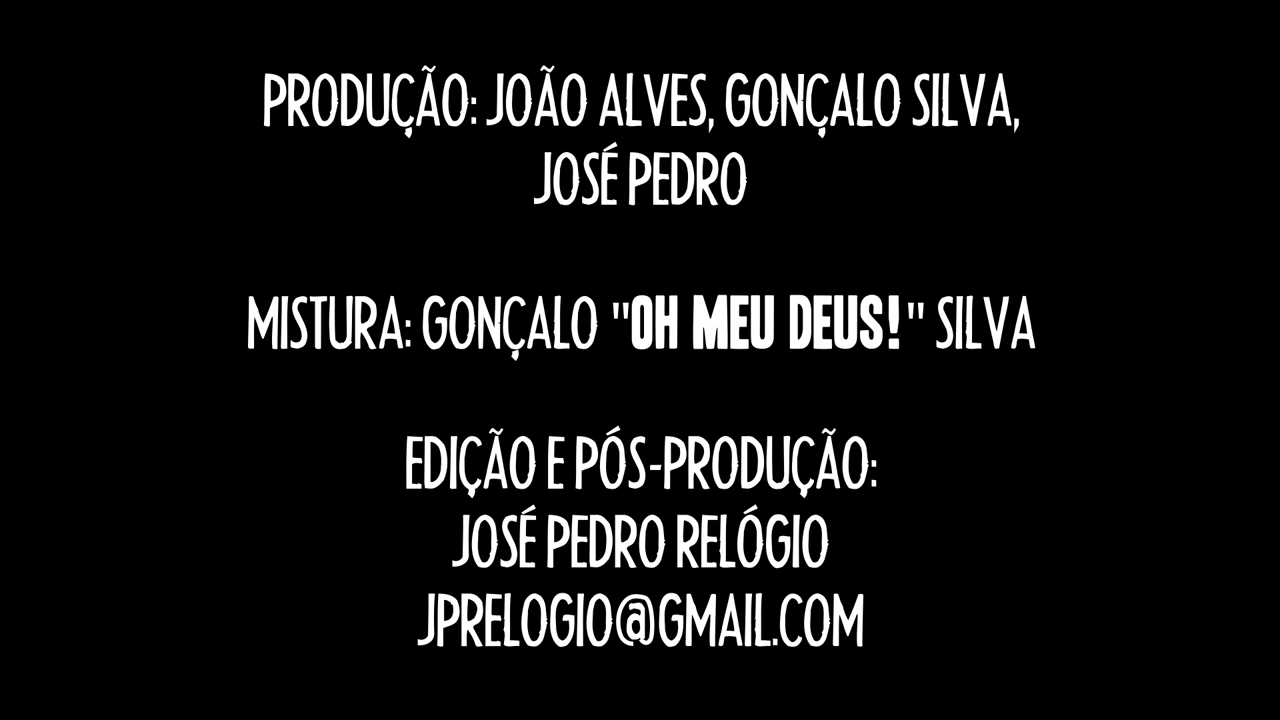 PRODUÇÃO: JOÃO ALVES, GONÇALO SILVA,
JOSÉ PEDRO
MISTURA: GONÇALO "OH MEU DEUS!" SILVA
EDIÇÃO E PÓS-PRODUÇÃO:
JOSÉ PEDRO RELÓGIO
JPRELOGIO@GMAIL.COM